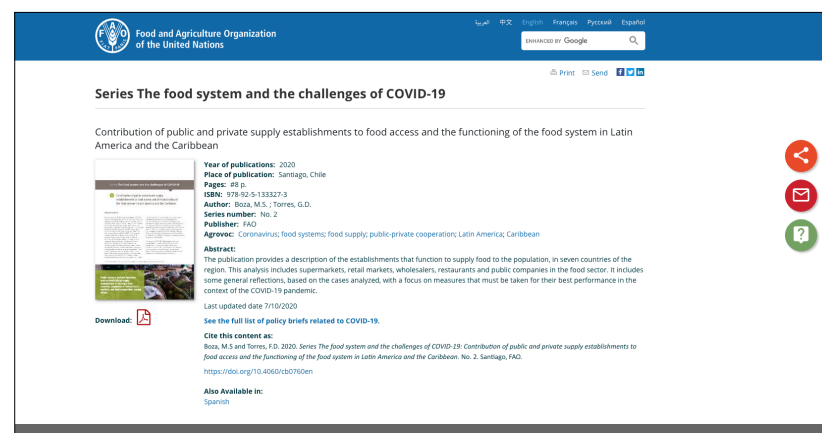 العربية 中文 English Français Русский Español
Food and Agriculture Organization
of the United Nations
ENHANCED BY Google
Print Send
Series The food system and the challenges of COVID-19
Contribution of public and private supply establishments to food access and the functioning of the food system in Latin
America and the Caribbean
Year of publications: 2020
Place of publication: Santiago, Chile
Pages: #8 p.
ISBN: 978-92-5-133327-3
Author: Boza, M.S. ; Torres, G.D.
Series number: No. 2
Publisher: FAO
Agrovoc: Coronavirus; food systems; food supply; public-private cooperation; Latin America; Caribbean
Abstract:
The publication provides a description of the establishments that function to supply food to the population, in seven countries of the
region. This analysis includes supermarkets, retail markets, wholesalers, restaurants and public companies in the food sector. It includes
some general reflections, based on the cases analyzed, with a focus on measures that must be taken for their best performance in the
context of the COVID-19 pandemic.
Last updated date 7/10/2020
Download:
See the full list of policy briefs related to COVID-19.
Cite this content as:
Boza, M.S and Torres, F.D. 2020. Series The food system and the challenges of COVID-19: Contribution of public and private supply establishments to
food access and the functioning of the food system in Latin America and the Caribbean. No. 2. Santiago, FAO.
https://doi.org/10.4060/cb0760en
Also Available in:
Spanish